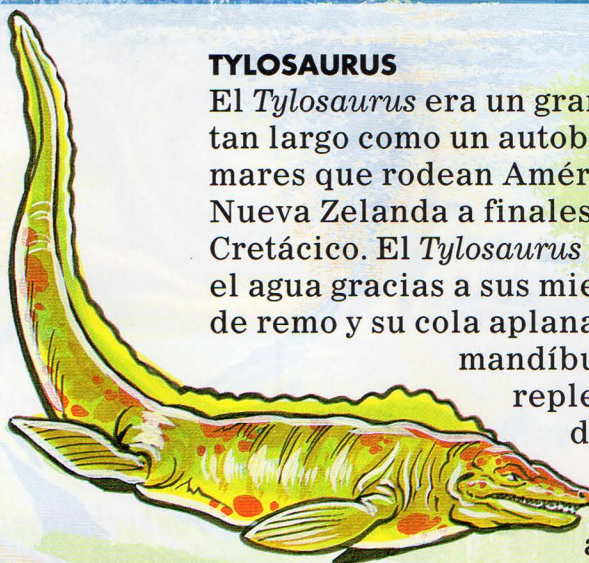 TYLOSAURUS
El Tylosaurus era un gran
tan largo como un autob
mares que rodean Amér
Nueva Zelanda a finales
Cretácico. El Tylosaurus
el agua gracias a sus mie
de remo y su cola aplana
mandíbu
reple
d
a